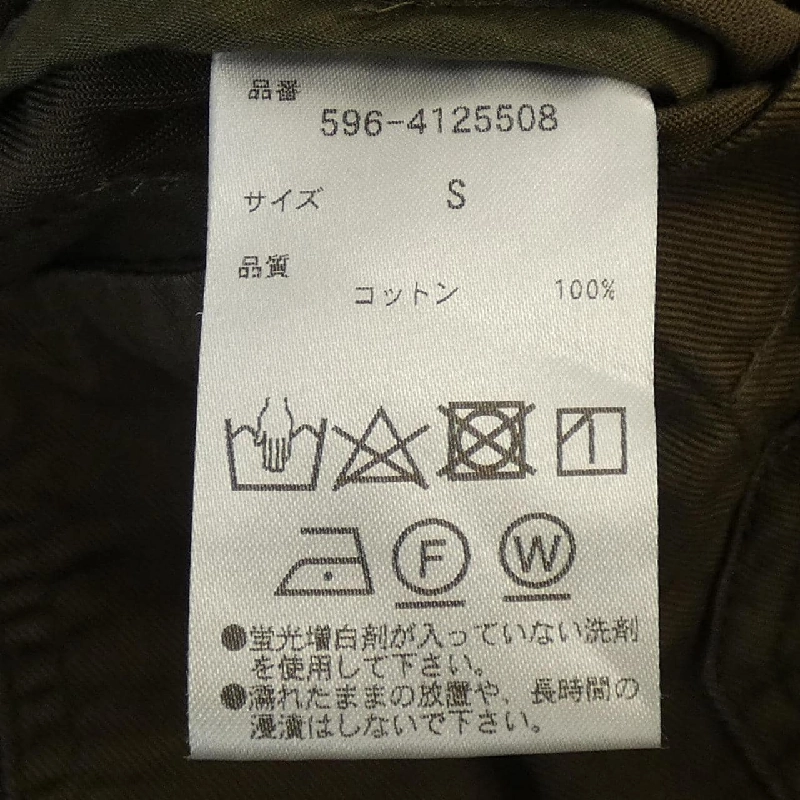 品番
596-4125508
サイズ S
品質
コットン 100%
F W
●蛍光増白剤が入っていない洗剤
を使用して下さい。
●濡れたままの放置や、長時間の
浸漬はしないで下さい。